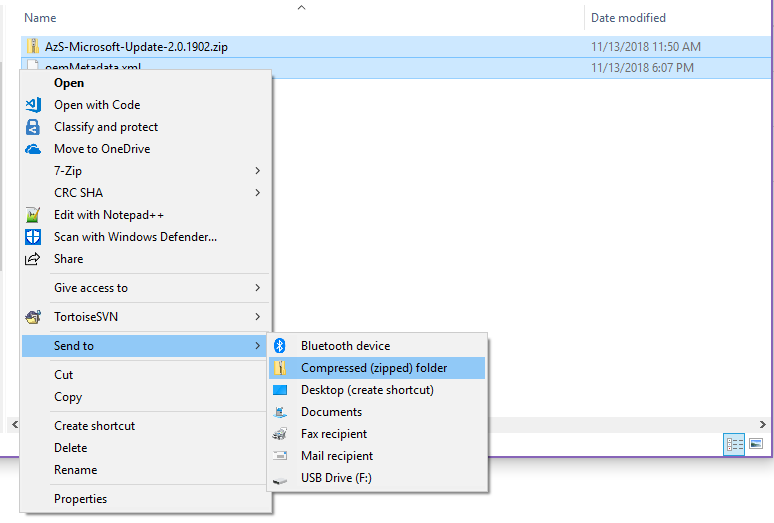 Name Date modified
AzS-Microsoft-Update-2.0.1902.zip 11/13/2018 11:50 AM
oemMetadata.xml 11/13/2018 6:07 PM
Open
Open with Code
Classify and protect
Move to OneDrive
7-Zip
CRC SHA
Edit with Notepad++
Scan with Windows Defender...
Share
Give access to
TortoiseSVN
Send to
Cut
Copy
Create shortcut
Delete
Rename
Properties
Bluetooth device
Compressed (zipped) folder
Desktop (create shortcut)
Documents
Fax recipient
Mail recipient
USB Drive (F:)